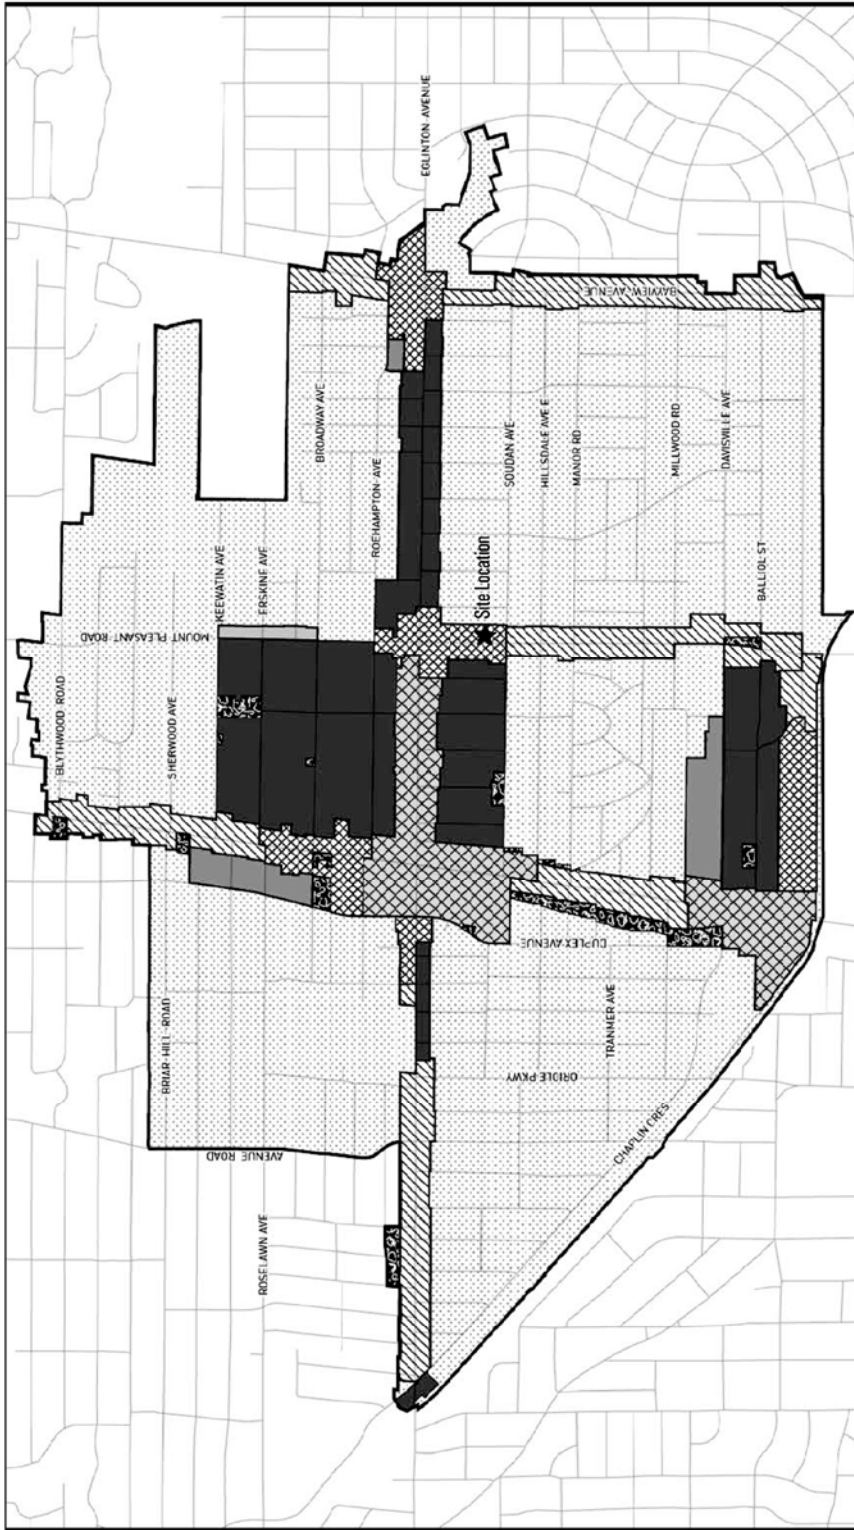 EGLINTON AVENUE
BAYVIEW AVENUE
BROADWAY AVE
ROEHAMPTON AVE
SOUDAN AVE
HILLSDALE AVE E
MANOR RD
MILLWOOD RD
DAVISVILLE AVE
KEEWATIN AVE
ERSKINE AVE
Site Location
BALLIOL ST
MOUNT PLEASANT ROAD
BLYTHWOOD ROAD
SHERWOOD AVE
DUPLEX AVENUE
BRIAR HILL ROAD
TRANMER AVE
ORIOLE PKWY
CHAPLIN CRES
AVENUE ROAD
ROSELAWN AVE